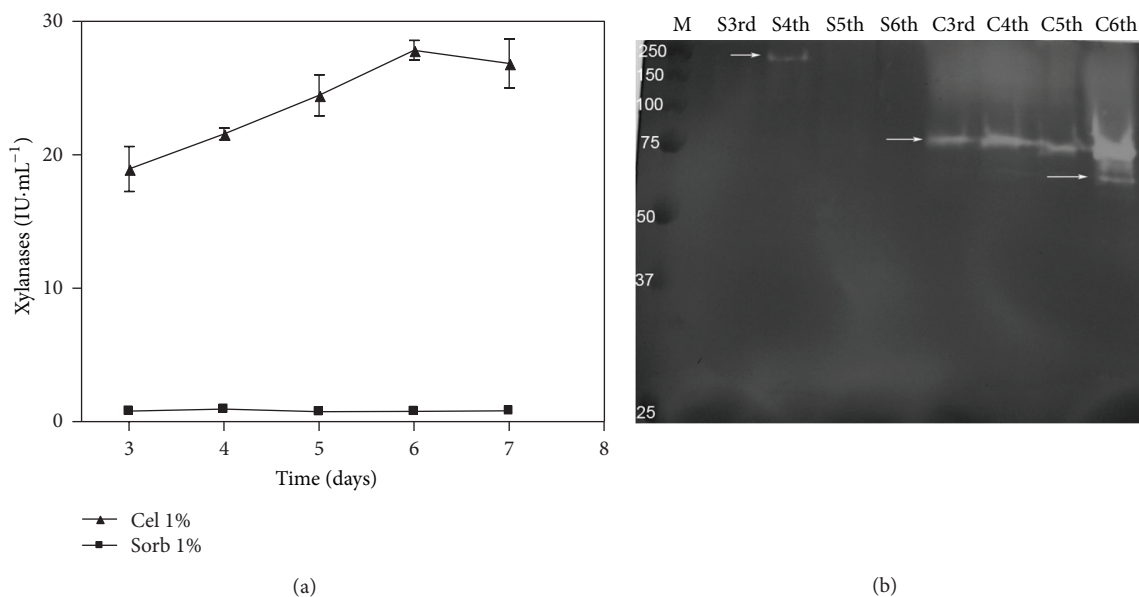 30
20
10
0
Xylanases (IU·mL⁻¹)
3 4 5 6 7 8
Time (days)
Cel 1%
Sorb 1%
(a)
M S3rd S4th S5th S6th C3rd C4th C5th C6th
250
150
100
75
50
37
25
(b)